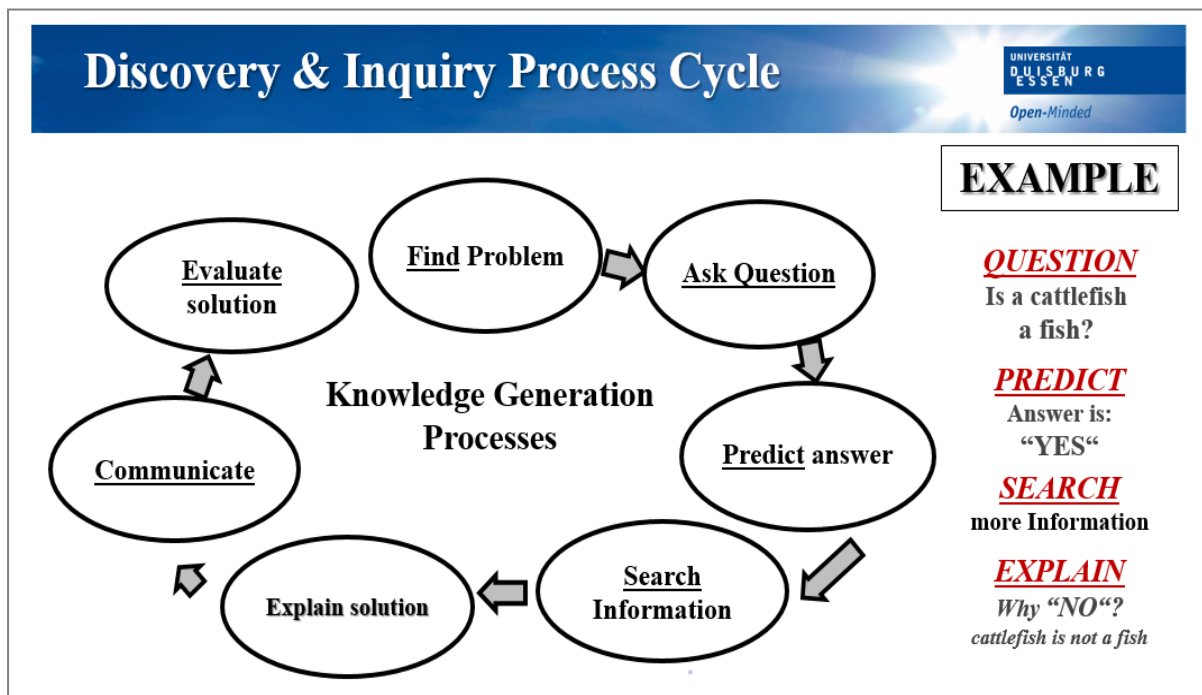 Discovery & Inquiry Process Cycle
UNIVERSITÄT
DUISBURG
ESSEN
Open-Minded
EXAMPLE
Find Problem
Ask Question
Predict answer
Search
Information
Explain solution
Communicate
Evaluate
solution
Knowledge Generation
Processes
QUESTION
Is a cattlefish
a fish?
PREDICT
Answer is:
“YES“
SEARCH
more Information
EXPLAIN
Why “NO“?
cattlefish is not a fish